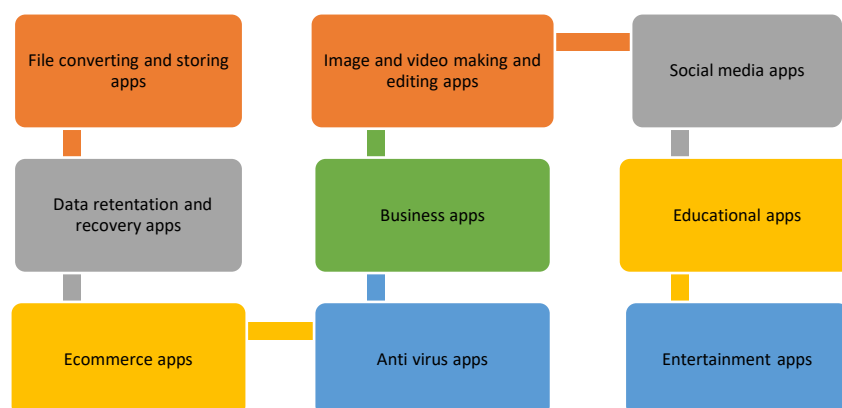 File converting and storing
apps
Image and video making and
editing apps
Social media apps
Data retentation and
recovery apps
Business apps
Educational apps
Ecommerce apps
Anti virus apps
Entertainment apps